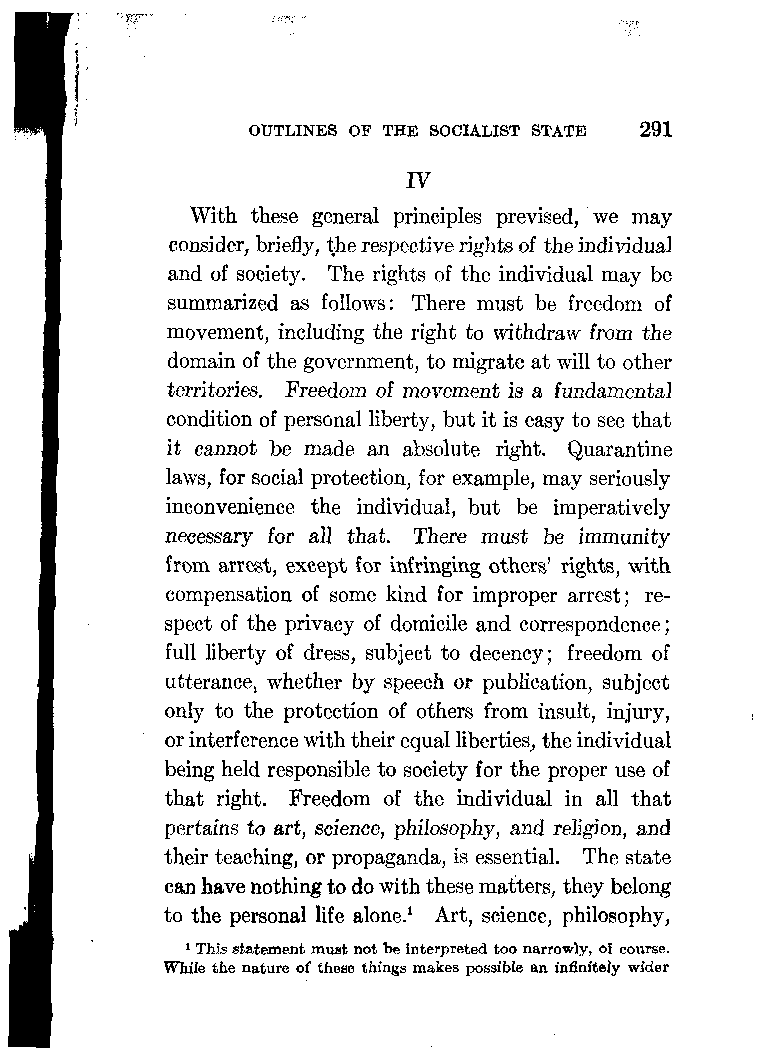 OUTLINES OF THE SOCIALIST STATE 291
IV
With these general principles prevised, we may
consider, briefly, the respective rights of the individual
and of society. The rights of the individual may be
summarized as follows: There must be freedom of
movement, including the right to withdraw from the
domain of the government, to migrate at will to other
territories. Freedom of movement is a fundamental
condition of personal liberty, but it is easy to see that
it cannot be made an absolute right. Quarantine
laws, for social protection, for example, may seriously
inconvenience the individual, but be imperatively
necessary for all that. There must be immunity
from arrest, except for infringing others' rights, with
compensation of some kind for improper arrest; re-
spect of the privacy of domicile and correspondence;
full liberty of dress, subject to decency; freedom of
utterance, whether by speech or publication, subject
only to the protection of others from insult, injury,
or interference with their equal liberties, the individual
being held responsible to society for the proper use of
that right. Freedom of the individual in all that
pertains to art, science, philosophy, and religion, and
their teaching, or propaganda, is essential. The state
can have nothing to do with these matters, they belong
to the personal life alone.¹ Art, science, philosophy,
¹ This statement must not be interpreted too narrowly, of course.
While the nature of these things makes possible an infinitely wider